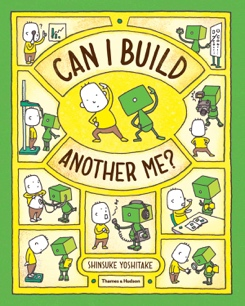 CAN I BUILD
ANOTHER ME?
SHINSUKE YOSHITAKE
Thames & Hudson